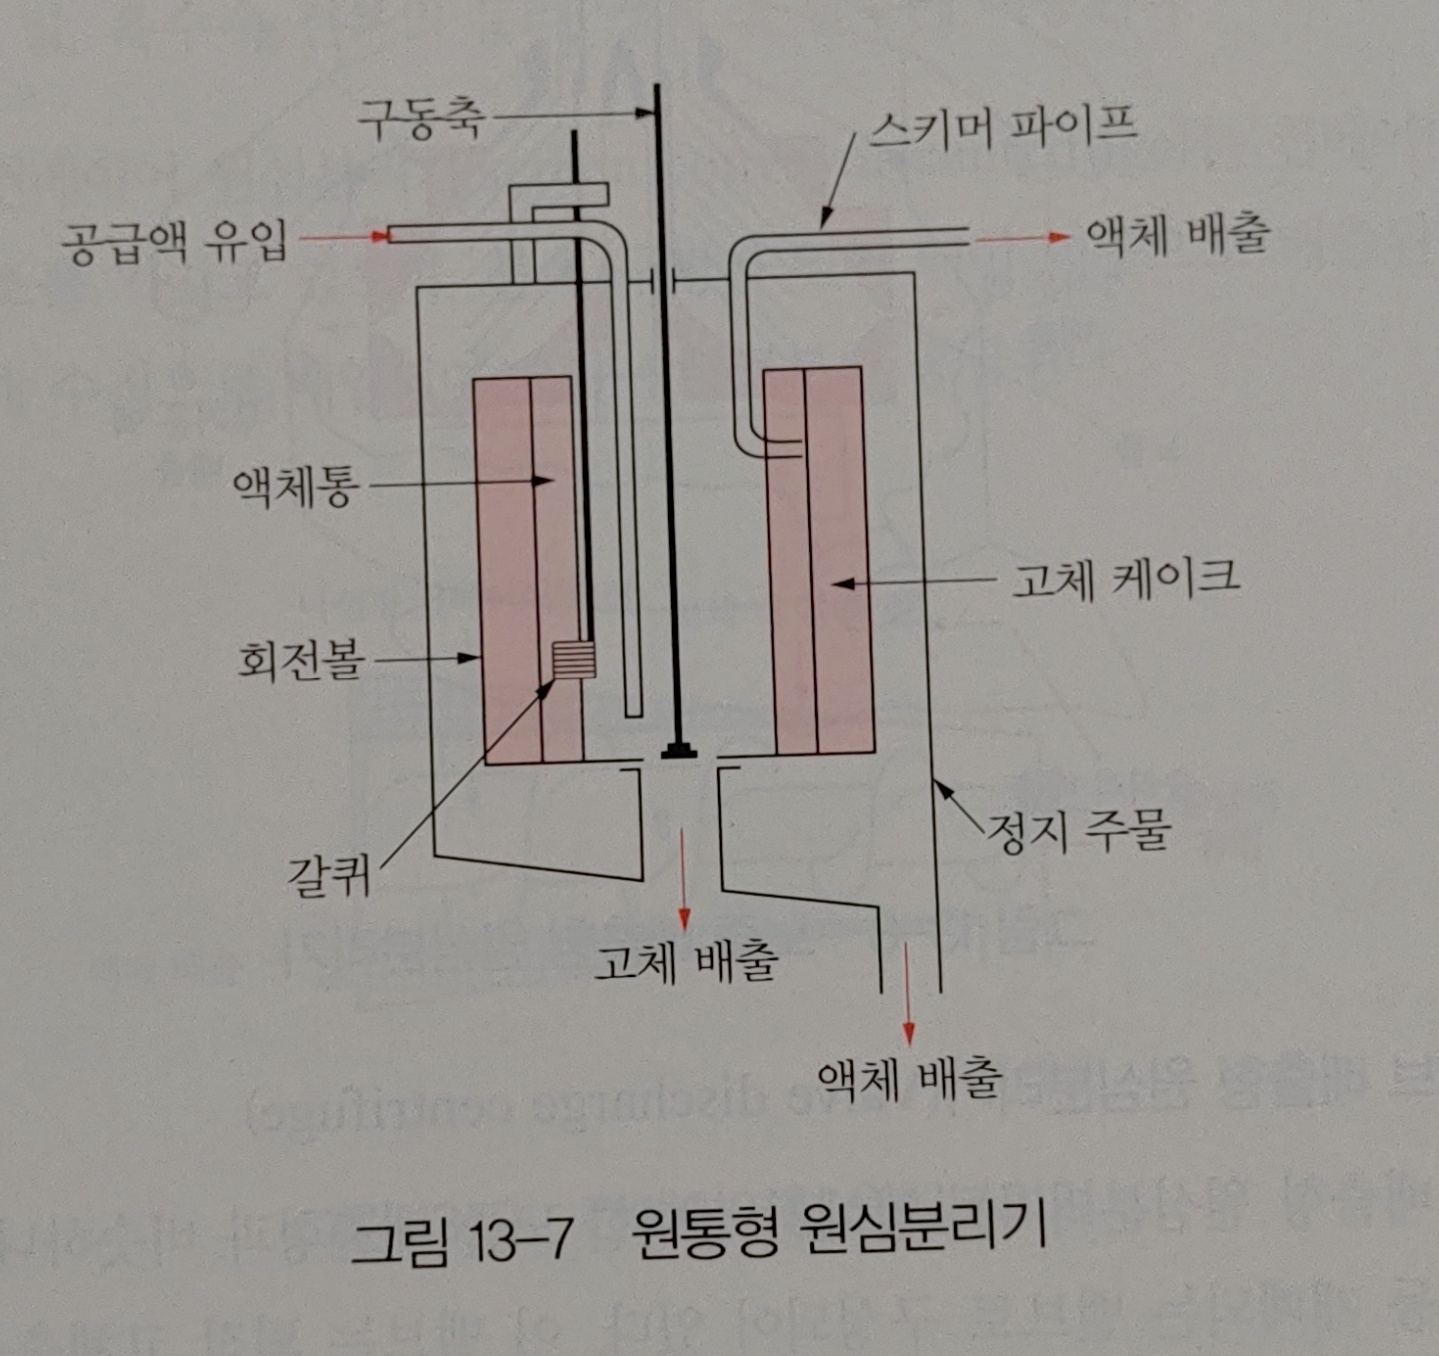 구동축
스키머 파이프
공급액 유입
액체 배출
액체통
고체 케이크
회전볼
정지 주물
갈퀴
고체 배출
액체 배출
그림 13-7 원통형 원심분리기